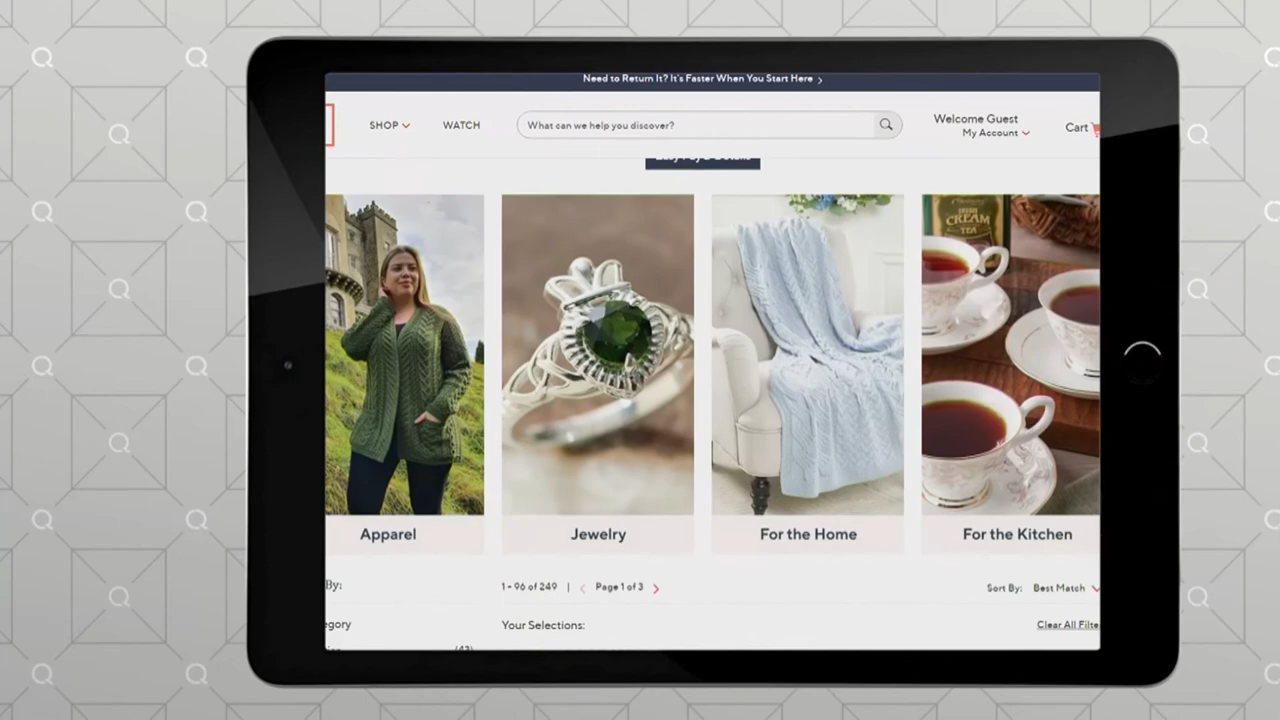 Need to Return It? It's Faster When You Start Here
SHOP
WATCH
What can we help you discover?
Welcome Guest
My Account
Cart
IRISH
CREAM
TEA
Apparel
Jewelry
For the Home
For the Kitchen
By:
1 - 96 of 249 | < Page 1 of 3 >
Sort By: Best Match
egory
Your Selections:
Clear All Filte